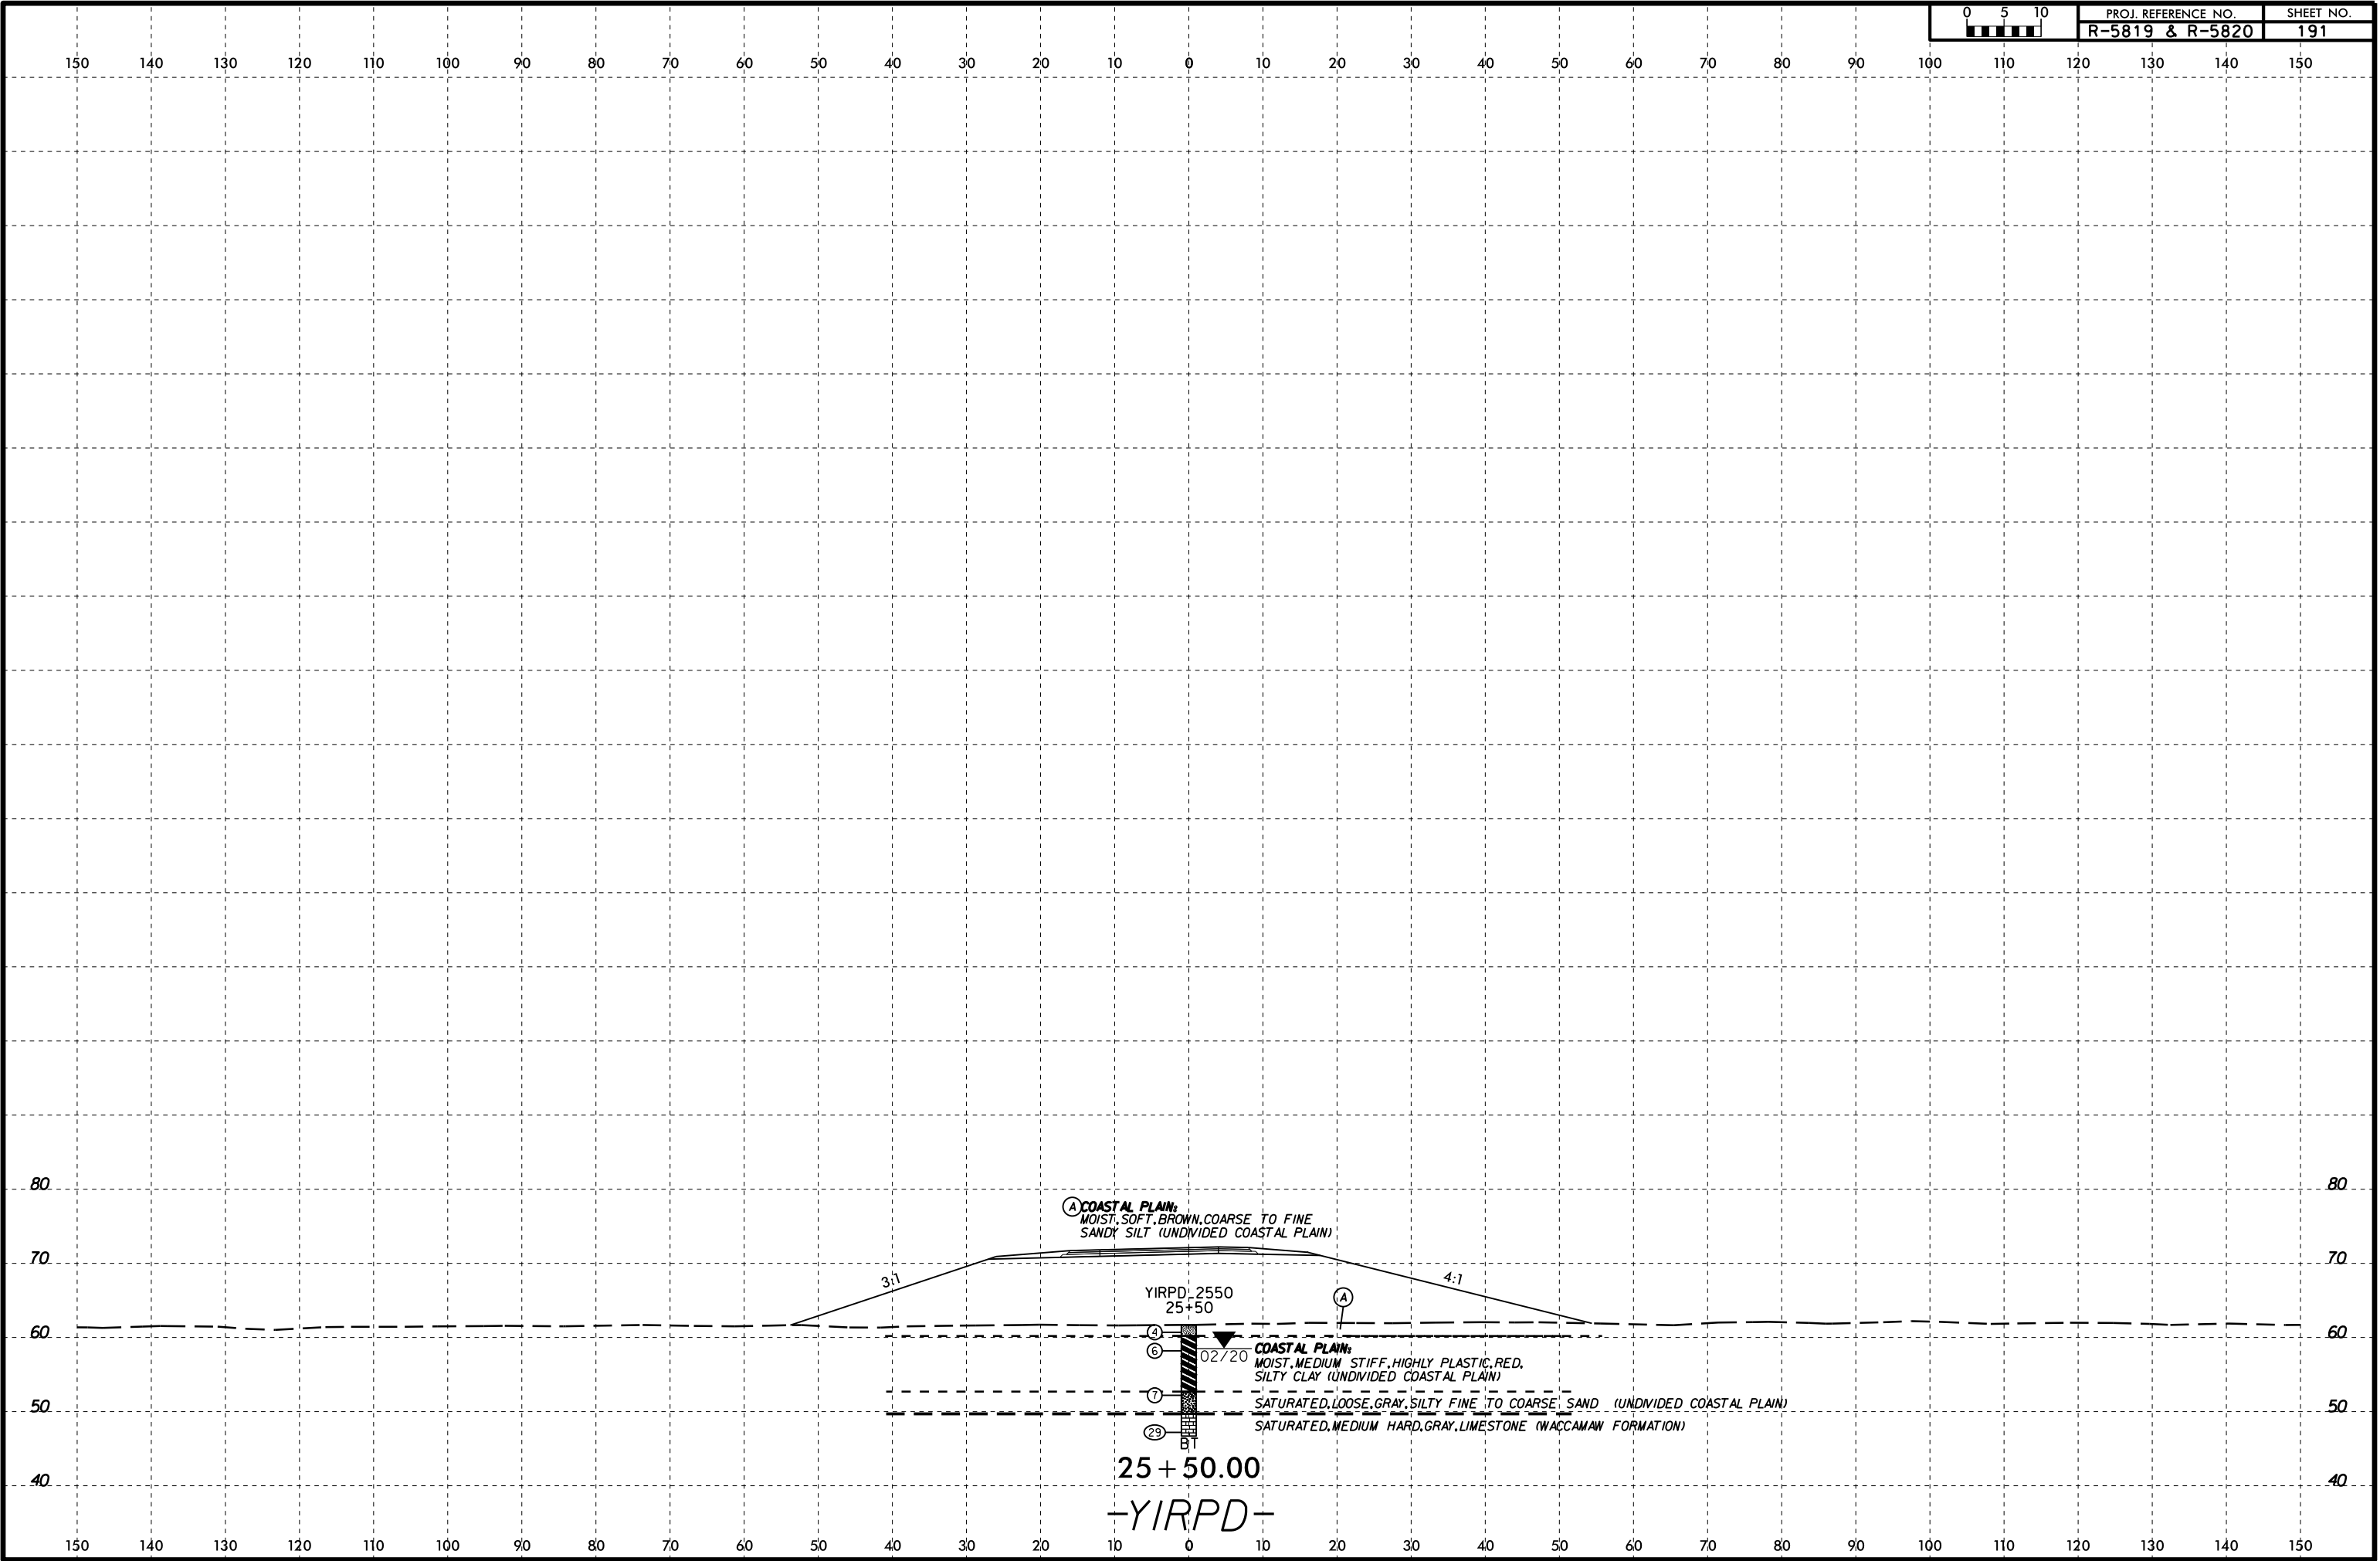 0 5 10
PROJ. REFERENCE NO. SHEET NO.
R-5819 & R-5820 191
150 140 130 120 110 100 90 80 70 60 50 40 30 20 10 0 10 20 30 40 50 60 70 80 90 100 110 120 130 140 150
80 80
A COASTAL PLAIN:
MOIST, SOFT, BROWN, COARSE TO FINE
SANDY SILT (UNDIVIDED COASTAL PLAIN)
70 70
3:1 4:1
YIRPD_2550
25+50
A
60 60
4
6
02/20
COASTAL PLAIN:
MOIST, MEDIUM STIFF, HIGHLY PLASTIC, RED,
SILTY CLAY (UNDIVIDED COASTAL PLAIN)
7
SATURATED, LOOSE, GRAY, SILTY FINE TO COARSE SAND (UNDIVIDED COASTAL PLAIN)
50 50
SATURATED, MEDIUM HARD, GRAY, LIMESTONE (WACCAMAW FORMATION)
29
BT
25+50.00
40 40
-YIRPD-
150 140 130 120 110 100 90 80 70 60 50 40 30 20 10 0 10 20 30 40 50 60 70 80 90 100 110 120 130 140 150